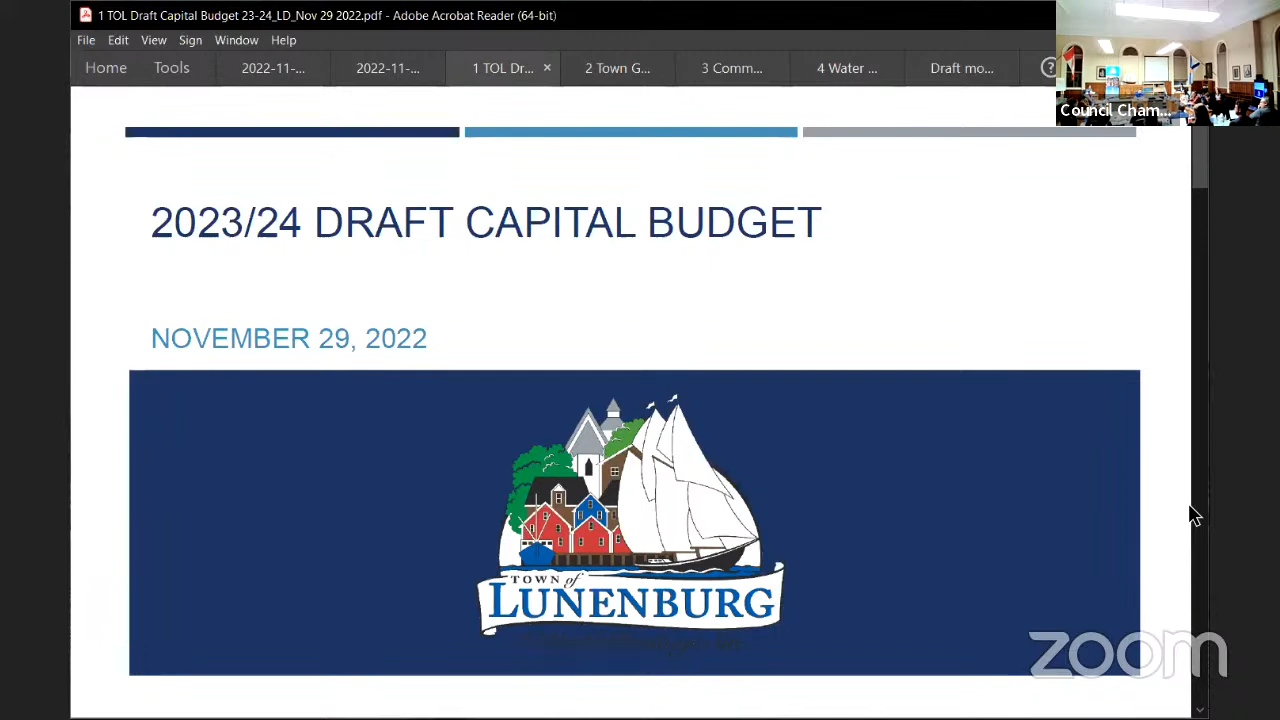 1 TOL Draft Capital Budget 23-24_LD_Nov 29 2022.pdf - Adobe Acrobat Reader (64-bit)
File Edit View Sign Window Help
Home Tools 2022-11-... 2022-11-... 1 TOL Dr... × 2 Town G... 3 Comm... 4 Water ... Draft mo... ?
Council Cham...
2023/24 DRAFT CAPITAL BUDGET
NOVEMBER 29, 2022
TOWN of
LUNENBURG
zoom